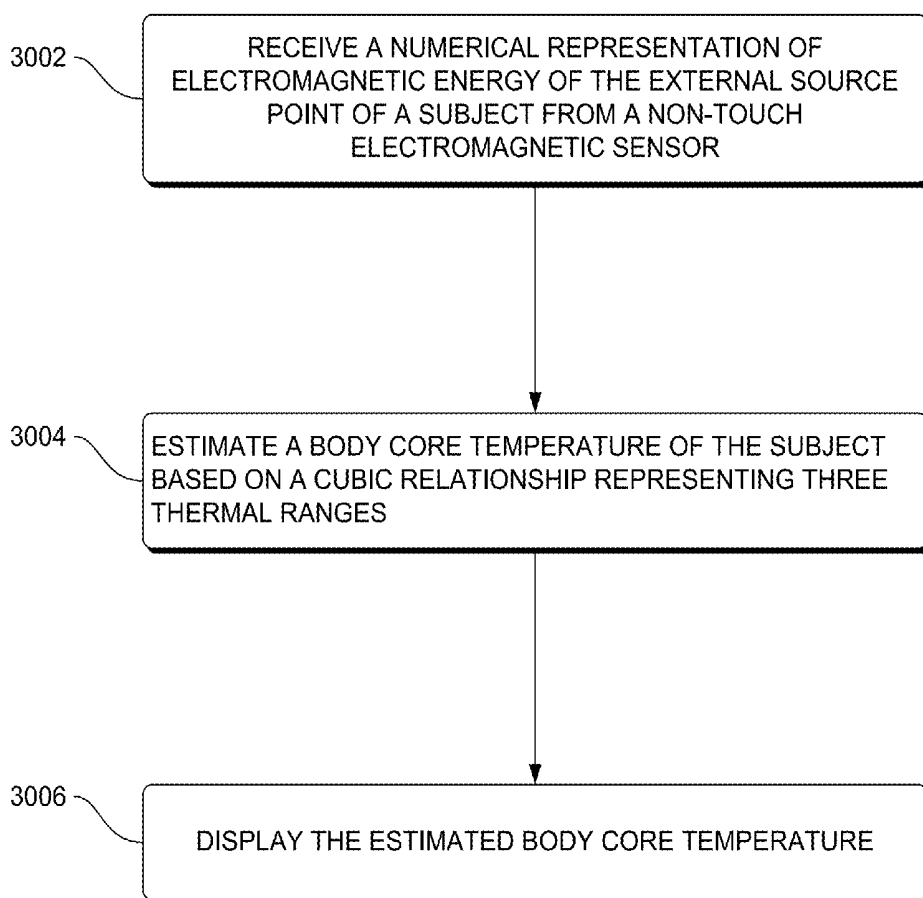 3002
RECEIVE A NUMERICAL REPRESENTATION OF
ELECTROMAGNETIC ENERGY OF THE EXTERNAL SOURCE
POINT OF A SUBJECT FROM A NON-TOUCH
ELECTROMAGNETIC SENSOR
3004
ESTIMATE A BODY CORE TEMPERATURE OF THE SUBJECT
BASED ON A CUBIC RELATIONSHIP REPRESENTING THREE
THERMAL RANGES
3006
DISPLAY THE ESTIMATED BODY CORE TEMPERATURE